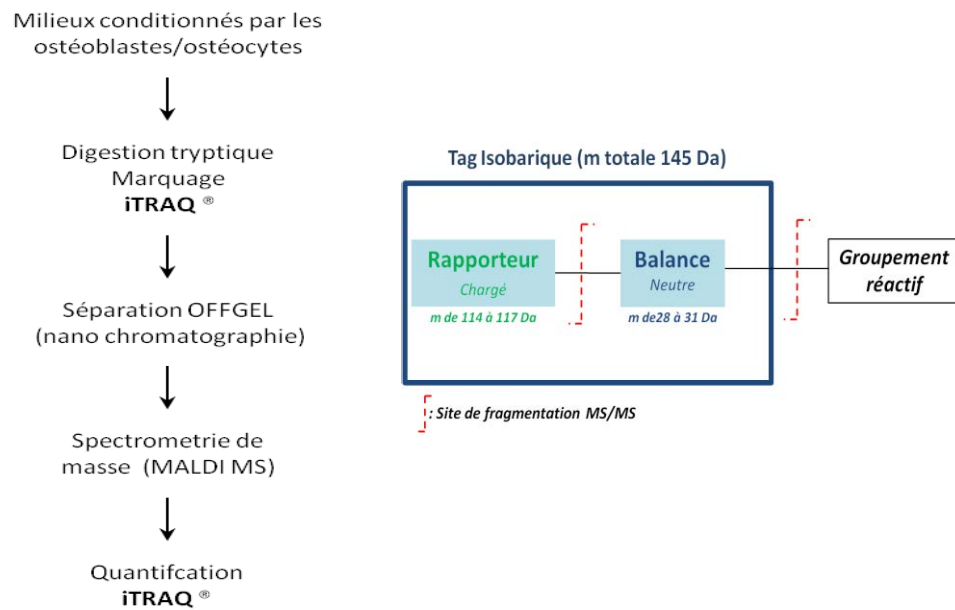 Milieux conditionnés par les
ostéoblastes/ostéocytes
Digestion tryptique
Marquage
iTRAQ ®
Séparation OFFGEL
(nano chromatographie)
Spectrometrie de
masse (MALDI MS)
Quantifcation
iTRAQ ®
Tag Isobarique (m totale 145 Da)
Rapporteur
Chargé
m de 114 à 117 Da
Balance
Neutre
m de28 à 31 Da
Groupement
réactif
: Site de fragmentation MS/MS